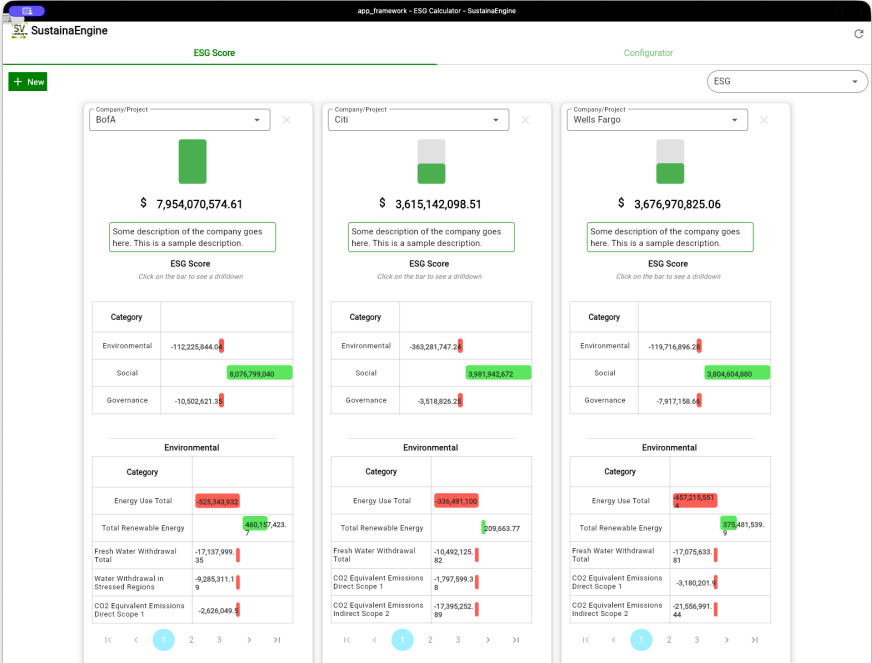 app_framework - ESG Calculator - SustainaEngine
SV
SustainaEngine
ESG Score
Configurator
+ New
ESG
Company/Project
BofA
$ 7,954,070,574.61
Some description of the company goes
here. This is a sample description.
ESG Score
Click on the bar to see a drilldown
Category
Environmental -112,225,844.04
Social 8,076,799,040
Governance -10,502,621.35
Environmental
Category
Energy Use Total -525,343,932
Total Renewable Energy 460,157,423.
7
Fresh Water Withdrawal -17,137,999.
Total 35
Water Withdrawal in -9,285,311.1
Stressed Regions 9
CO2 Equivalent Emissions
Direct Scope 1 -2,626,049.5
1 2 3
Company/Project
Citi
$ 3,615,142,098.51
Some description of the company goes
here. This is a sample description.
ESG Score
Click on the bar to see a drilldown
Category
Environmental -363,281,747.24
Social 3,981,942,672
Governance -3,518,826.25
Environmental
Category
Energy Use Total -336,491,100
Total Renewable Energy 209,663.77
Fresh Water Withdrawal -10,492,125.
Total 82
CO2 Equivalent Emissions -1,797,599.3
Direct Scope 1 8
CO2 Equivalent Emissions -17,395,252.
Indirect Scope 2 89
1 2 3
Company/Project
Wells Fargo
$ 3,676,970,825.06
Some description of the company goes
here. This is a sample description.
ESG Score
Click on the bar to see a drilldown
Category
Environmental -119,716,896.28
Social 3,804,604,880
Governance -7,917,158.66
Environmental
Category
Energy Use Total -457,215,551
4
Total Renewable Energy 375,481,539.
9
Fresh Water Withdrawal -17,075,633.
Total 81
CO2 Equivalent Emissions
Direct Scope 1 -3,180,201.9
CO2 Equivalent Emissions -21,556,991.
Indirect Scope 2 44
1 2 3